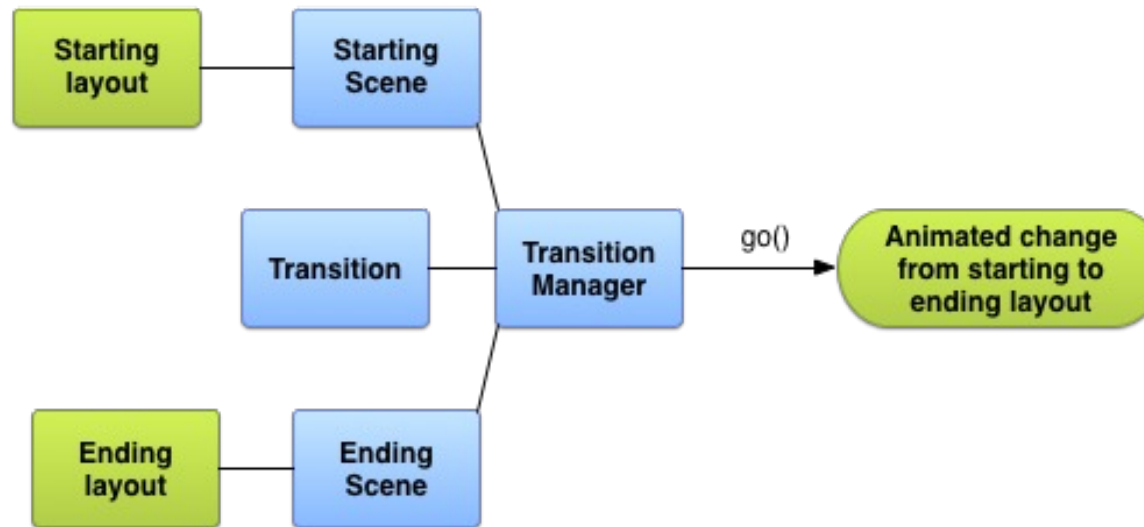 Starting
layout
Starting
Scene
Transition
Transition
Manager
go()
Animated change
from starting to
ending layout
Ending
layout
Ending
Scene